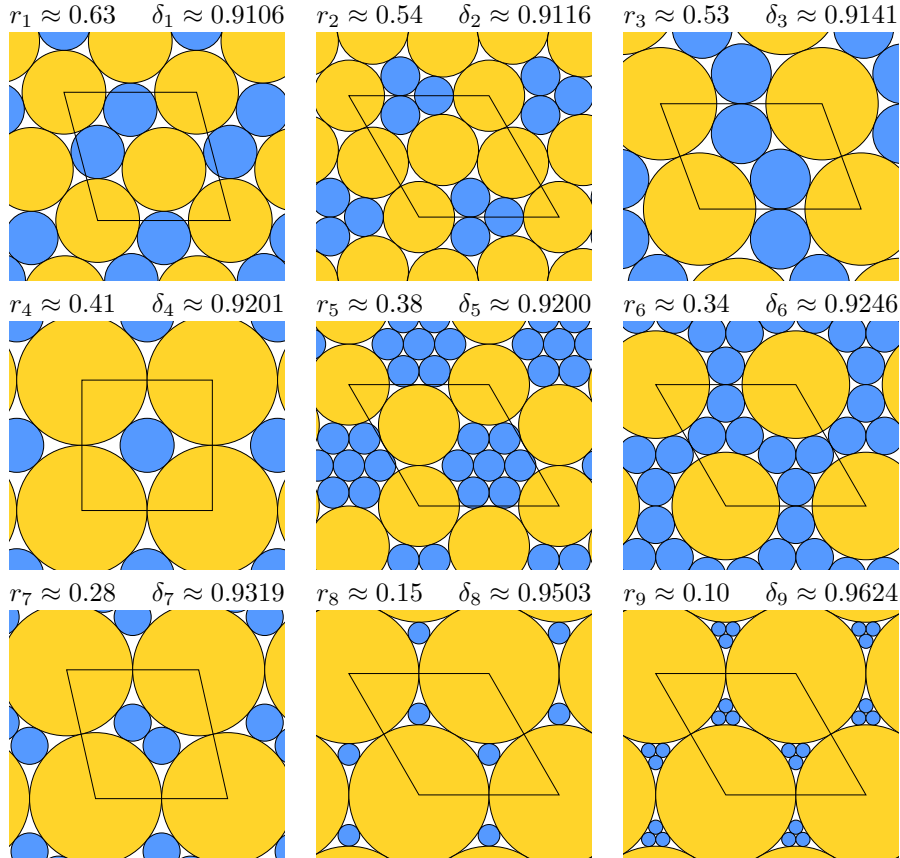 r₁ ≈ 0.63 δ₁ ≈ 0.9106
r₂ ≈ 0.54 δ₂ ≈ 0.9116
r₃ ≈ 0.53 δ₃ ≈ 0.9141
r₄ ≈ 0.41 δ₄ ≈ 0.9201
r₅ ≈ 0.38 δ₅ ≈ 0.9200
r₆ ≈ 0.34 δ₆ ≈ 0.9246
r₇ ≈ 0.28 δ₇ ≈ 0.9319
r₈ ≈ 0.15 δ₈ ≈ 0.9503
r₉ ≈ 0.10 δ₉ ≈ 0.9624